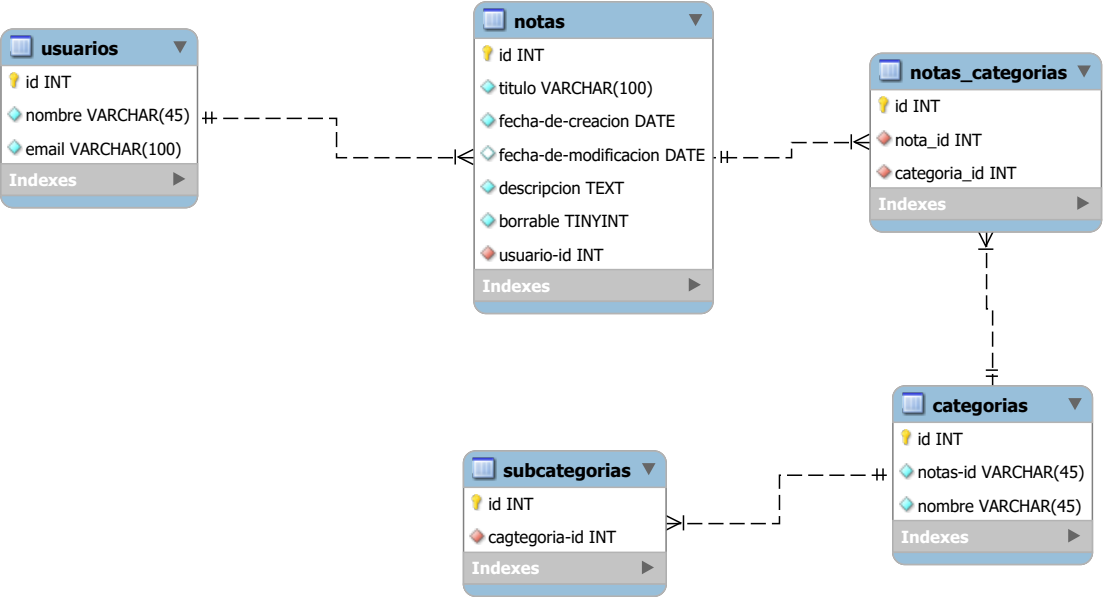 usuarios
id INT
nombre VARCHAR(45)
email VARCHAR(100)
Indexes
notas
id INT
titulo VARCHAR(100)
fecha-de-creacion DATE
fecha-de-modificacion DATE
descripcion TEXT
borrable TINYINT
usuario-id INT
Indexes
notas_categorias
id INT
nota_id INT
categoria_id INT
Indexes
subcategorias
id INT
cagtegoria-id INT
Indexes
categorias
id INT
notas-id VARCHAR(45)
nombre VARCHAR(45)
Indexes